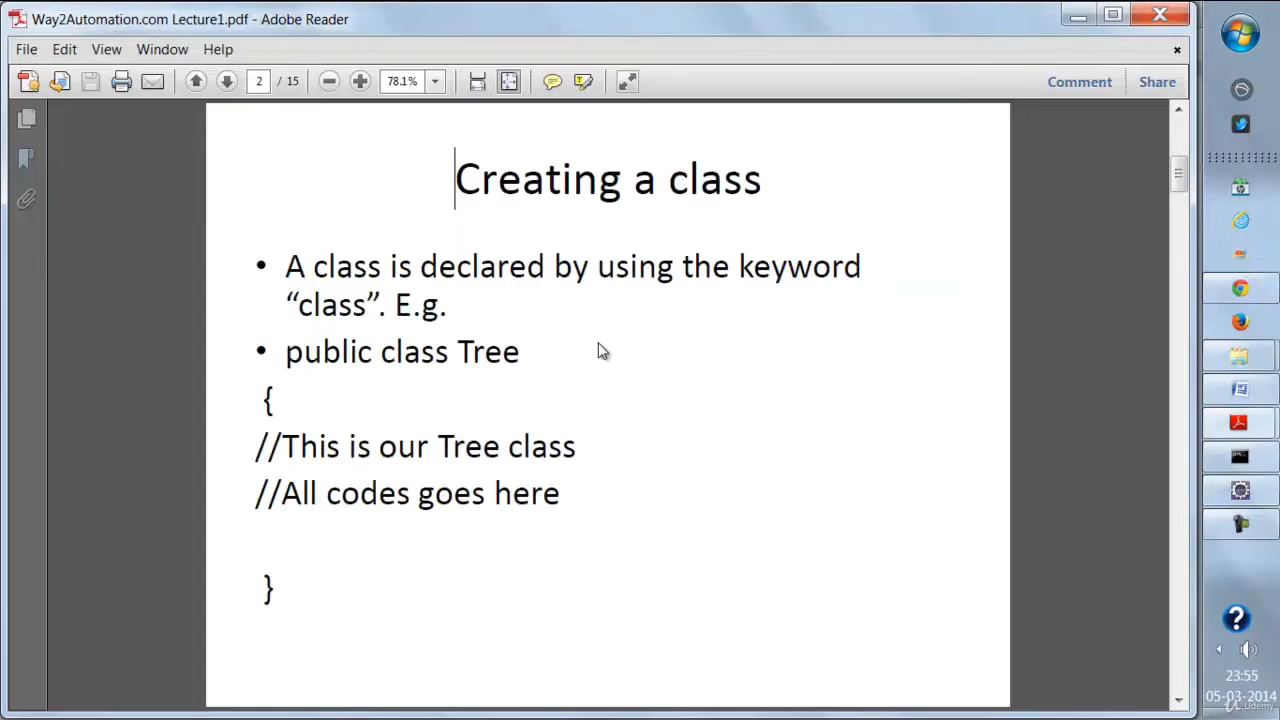 Way2Automation.com Lecture1.pdf - Adobe Reader
File Edit View Window Help
2 / 15 78.1% Comment Share
Creating a class
• A class is declared by using the keyword
“class”. E.g.
• public class Tree
{
//This is our Tree class
//All codes goes here
}
23:55
05-03-2014
Udemy